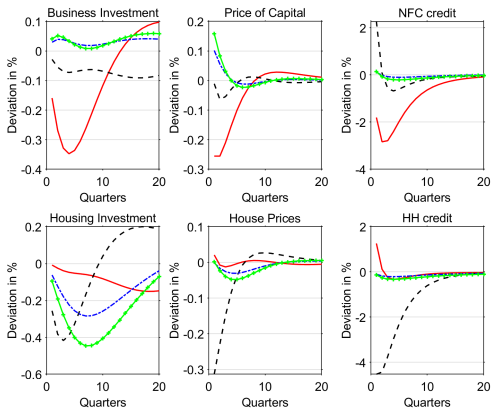 Business Investment
0.1
0
-0.1
-0.2
-0.3
-0.4
Deviation in %
0 10 20
Quarters
Price of Capital
0.2
0.1
0
-0.1
-0.2
-0.3
Deviation in %
0 10 20
Quarters
NFC credit
2
0
-2
-4
Deviation in %
0 10 20
Quarters
Housing Investment
0.2
0
-0.2
-0.4
-0.6
Deviation in %
0 10 20
Quarters
House Prices
0.1
0
-0.1
-0.2
-0.3
Deviation in %
0 10 20
Quarters
HH credit
2
0
-2
-4
Deviation in %
0 10 20
Quarters